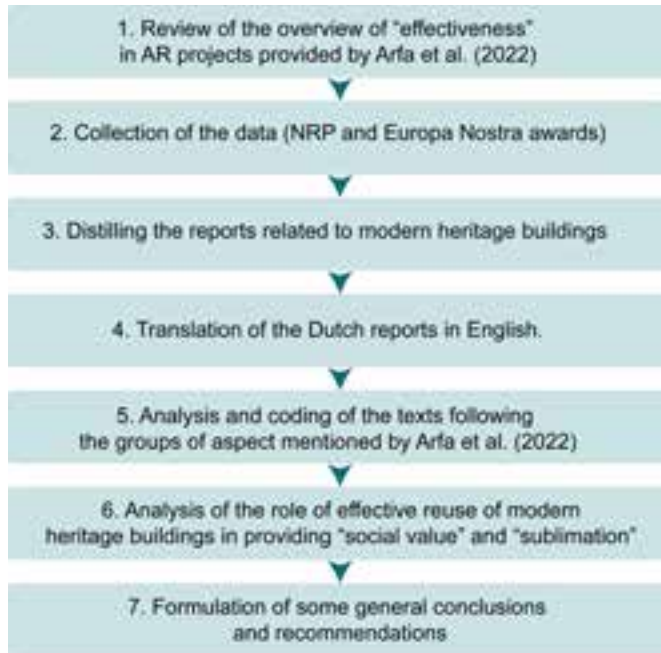 1. Review of the overview of “effectiveness”
in AR projects provided by Arfa et al. (2022)
2. Collection of the data (NRP and Europa Nostra awards)
3. Distilling the reports related to modern heritage buildings
4. Translation of the Dutch reports in English.
5. Analysis and coding of the texts following
the groups of aspect mentioned by Arfa et al. (2022)
6. Analysis of the role of effective reuse of modern
heritage buildings in providing “social value” and “sublimation”
7. Formulation of some general conclusions
and recommendations